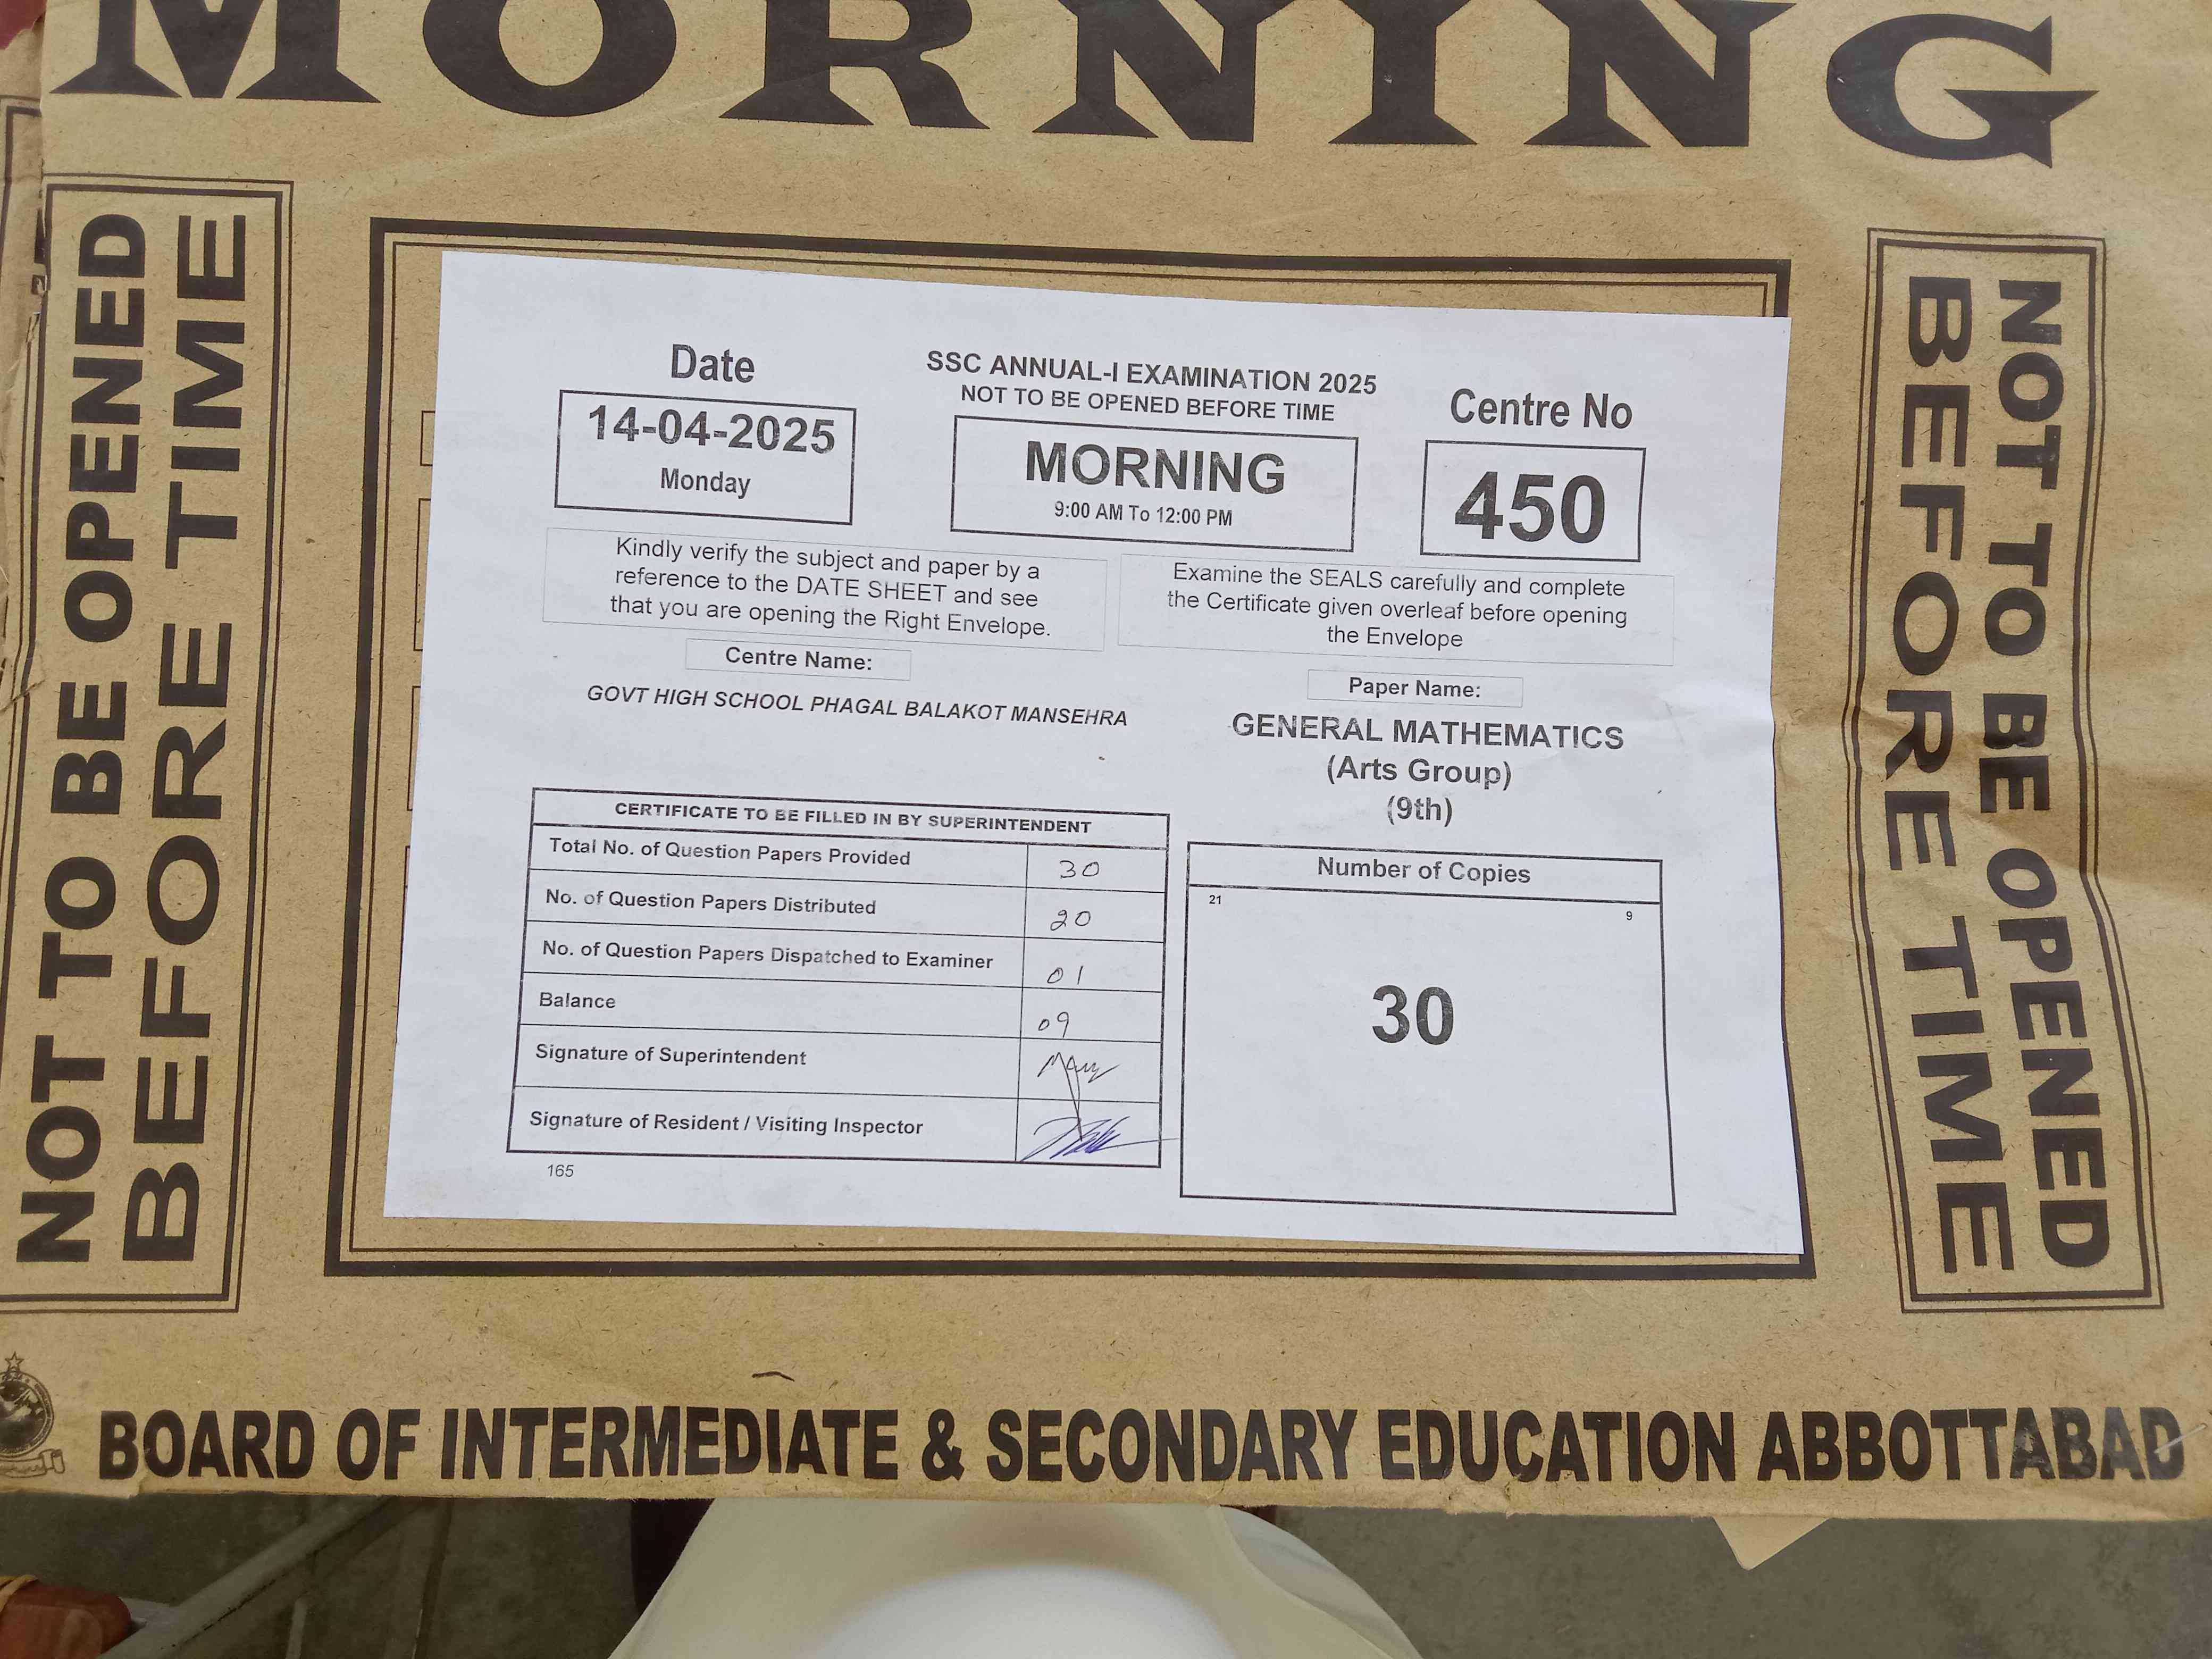 MORNING
NOT TO BE OPENED
BEFORE TIME
Date
14-04-2025
Monday
SSC ANNUAL-I EXAMINATION 2025
NOT TO BE OPENED BEFORE TIME
MORNING
9:00 AM To 12:00 PM
Centre No
450
Kindly verify the subject and paper by a
reference to the DATE SHEET and see
that you are opening the Right Envelope.
Examine the SEALS carefully and complete
the Certificate given overleaf before opening
the Envelope
Centre Name:
GOVT HIGH SCHOOL PHAGAL BALAKOT MANSEHRA
Paper Name:
GENERAL MATHEMATICS
(Arts Group)
(9th)
CERTIFICATE TO BE FILLED IN BY SUPERINTENDENT
Total No. of Question Papers Provided 30
No. of Question Papers Distributed 20
No. of Question Papers Dispatched to Examiner 01
Balance 09
Signature of Superintendent
Signature of Resident / Visiting Inspector
165
Number of Copies
21 9
30
NOT TO BE OPENED
BEFORE TIME
BOARD OF INTERMEDIATE & SECONDARY EDUCATION ABBOTTABAD